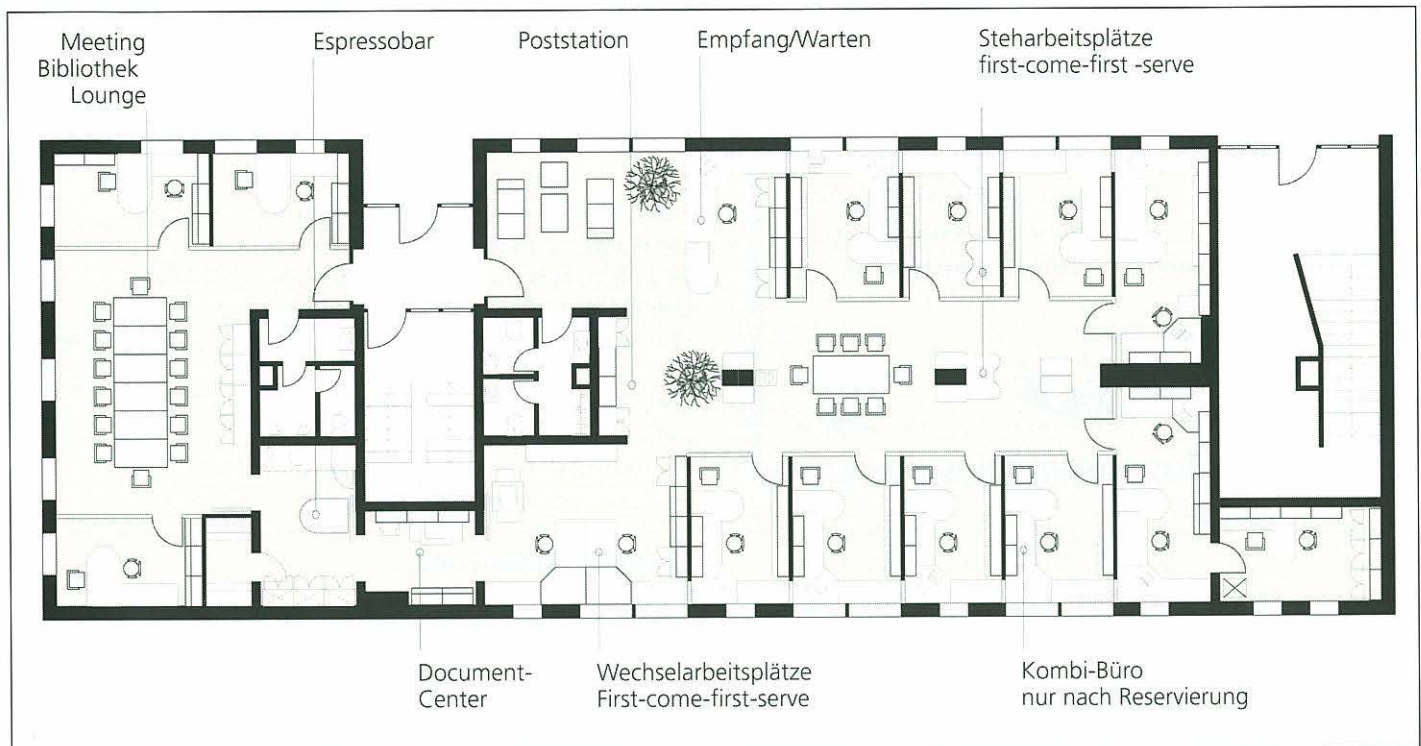 Meeting
Bibliothek
Lounge
Espressobar
Poststation
Empfang/Warten
Steharbeitsplätze
first-come-first -serve
Document-
Center
Wechselarbeitsplätze
First-come-first-serve
Kombi-Büro
nur nach Reservierung